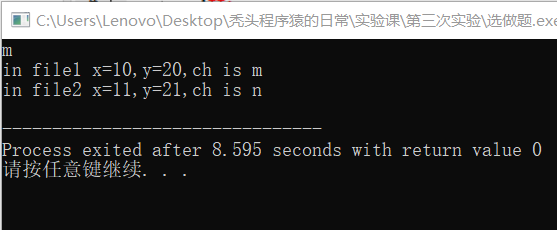 C:\Users\Lenovo\Desktop\秃头程序猿的日常\实验课\第三次实验\选做题.exe
m
in file1 x=10,y=20,ch is m
in file2 x=11,y=21,ch is n
--------------------------------
Process exited after 8.595 seconds with return value 0
请按任意键继续. . .